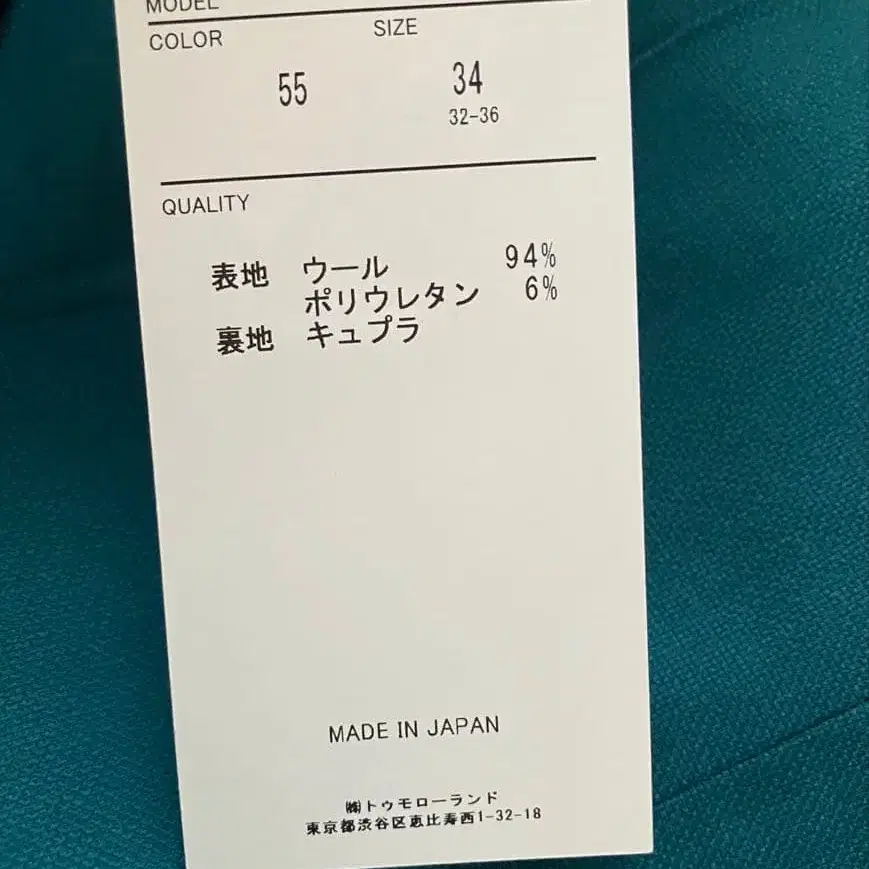 MODEL
COLOR SIZE
55 34
32-36
QUALITY
表地 ウール 94%
ポリウレタン 6%
裏地 キュプラ
MADE IN JAPAN
㈱トゥモローランド
東京都渋谷区恵比寿西1-32-18